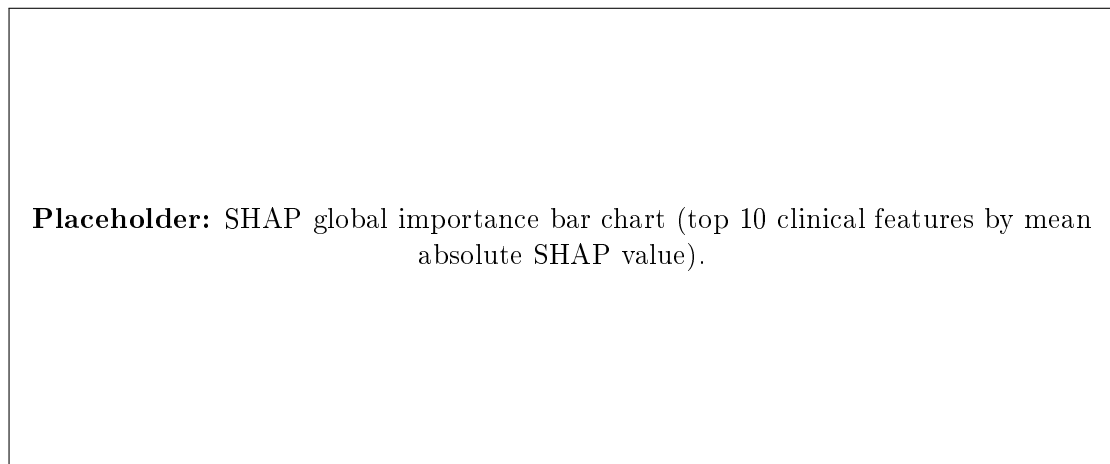 Placeholder: SHAP global importance bar chart (top 10 clinical features by mean
absolute SHAP value).